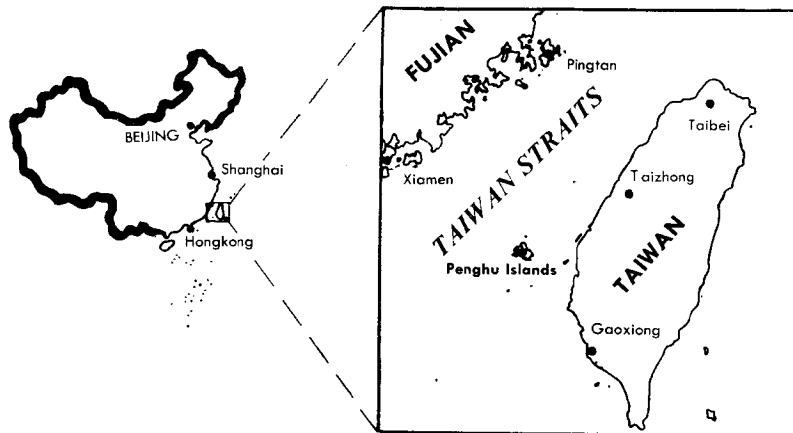 BEIJING
Shanghai
Hongkong
FUJIAN
Pingtan
Xiamen
TAIWAN STRAITS
Taibei
Taizhong
Penghu Islands
TAIWAN
Gaoxiong